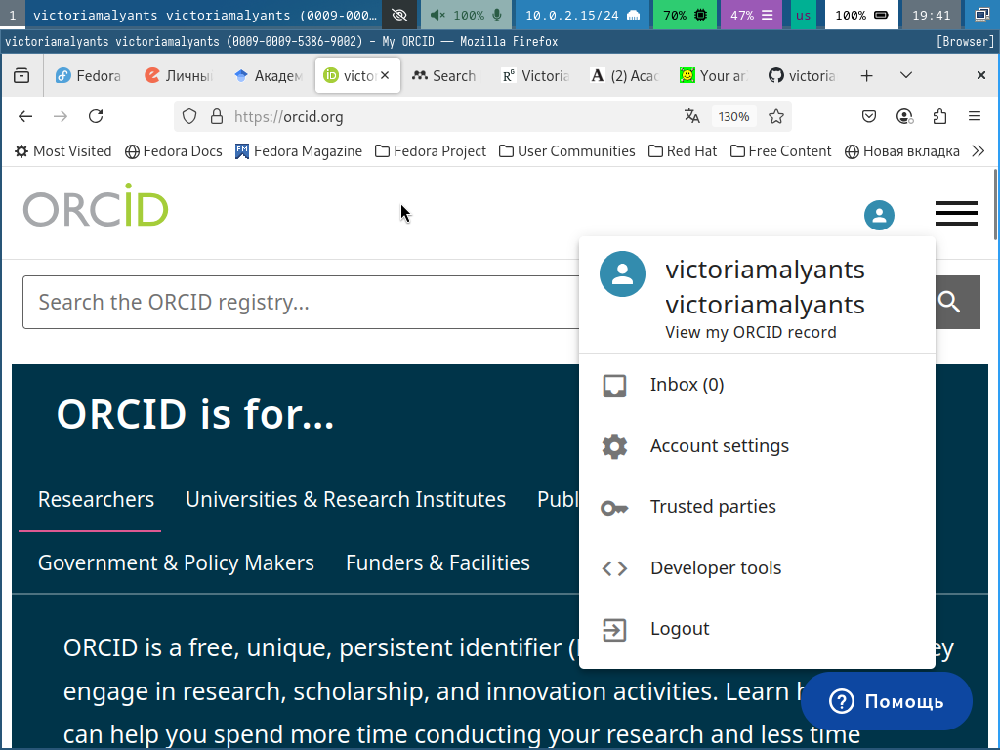 1 victoriamalyants victoriamalyants (0009-000… 100% 10.0.2.15/24 70% 47% us 100% 19:41
victoriamalyants victoriamalyants (0009-0009-5386-9002) - My ORCID — Mozilla Firefox [Browser]
Fedora Личны Академ victo Search Victoria (2) Acac Your ar victoria
https://orcid.org 130%
Most Visited Fedora Docs Fedora Magazine Fedora Project User Communities Red Hat Free Content Новая вкладка
ORCID
victoriamalyants
victoriamalyants
View my ORCID record
Search the ORCID registry...
Inbox (0)
Account settings
Trusted parties
Developer tools
Logout
ORCID is for...
Researchers Universities & Research Institutes Publ
Government & Policy Makers Funders & Facilities
ORCID is a free, unique, persistent identifier ( ey
engage in research, scholarship, and innovation activities. Learn h
can help you spend more time conducting your research and less time
Помощь